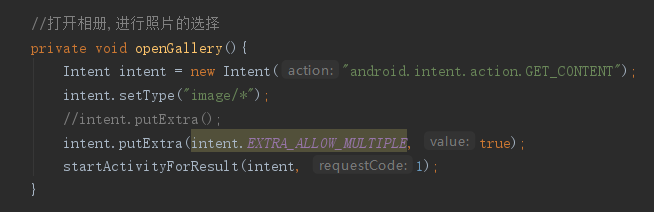 //打开相册,进行照片的选择
private void openGallery(){
Intent intent = new Intent( action: "android.intent.action.GET_CONTENT");
intent.setType("image/*");
//intent.putExtra();
intent.putExtra(intent.EXTRA_ALLOW_MULTIPLE, value: true);
startActivityForResult(intent, requestCode: 1);
}